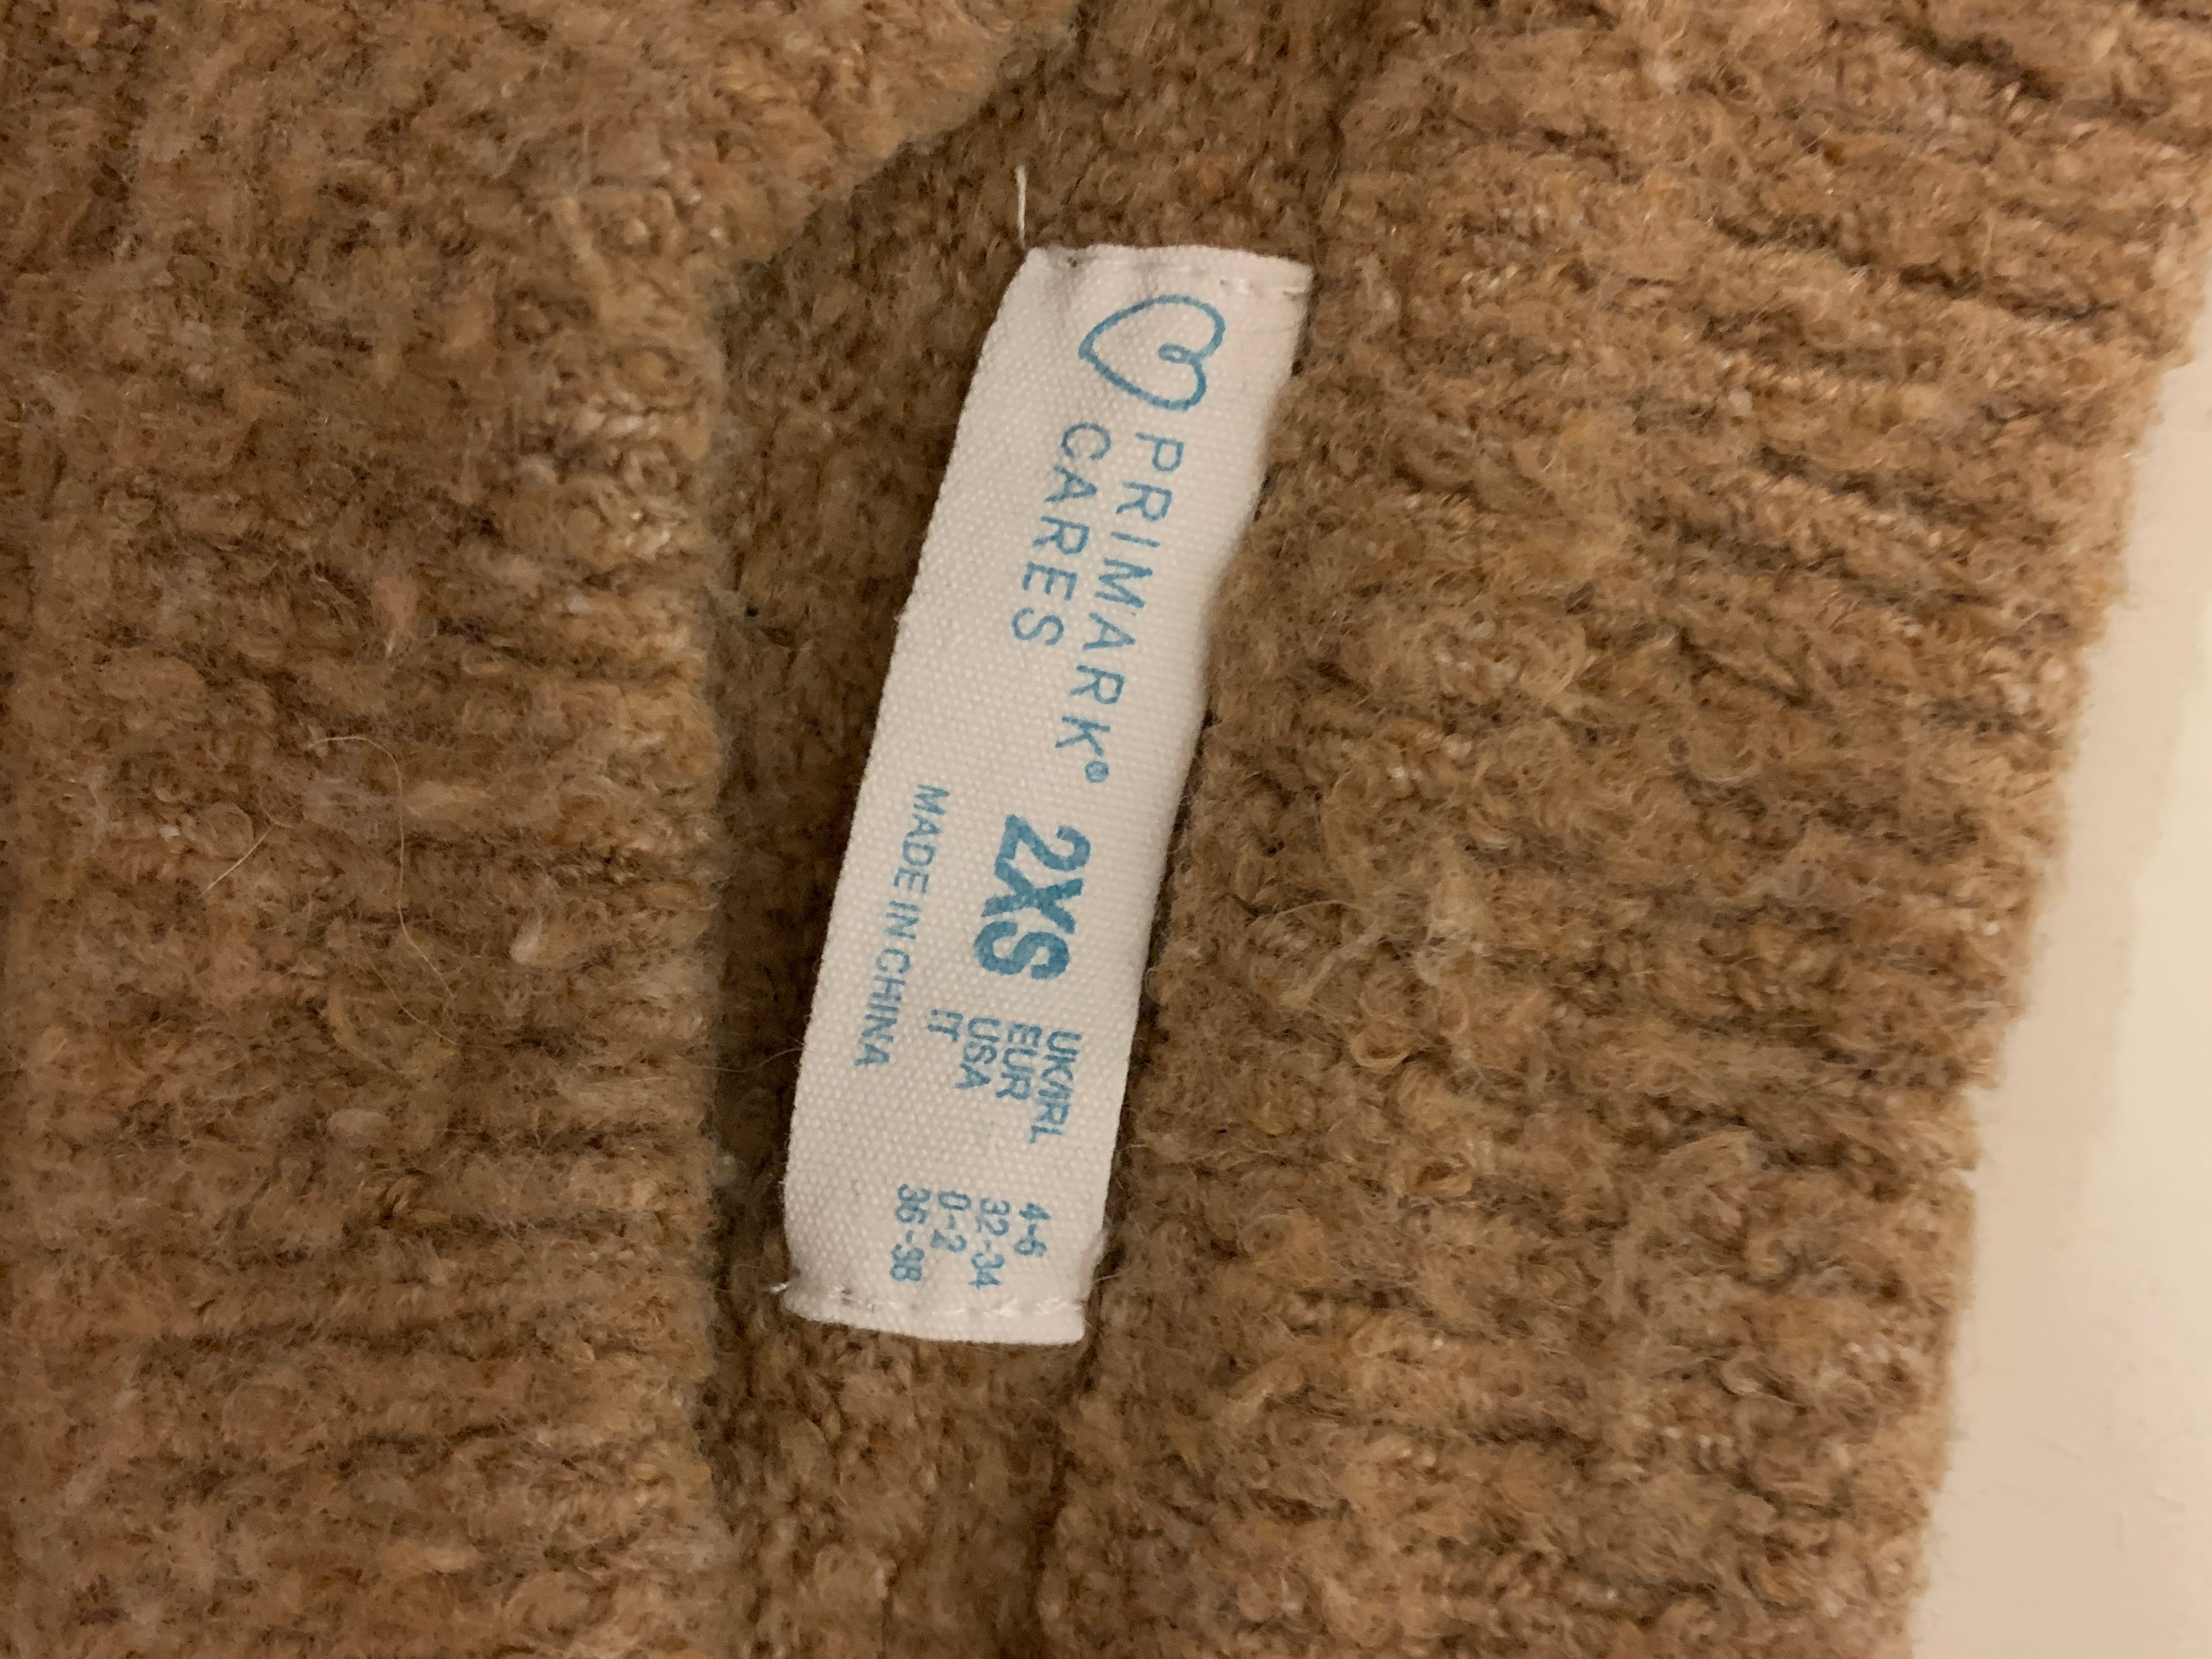 PRIMARK®
CARES
2XS
UK/IRL 4-6
EUR 32-34
USA 0-2
IT 36-38
MADE IN CHINA